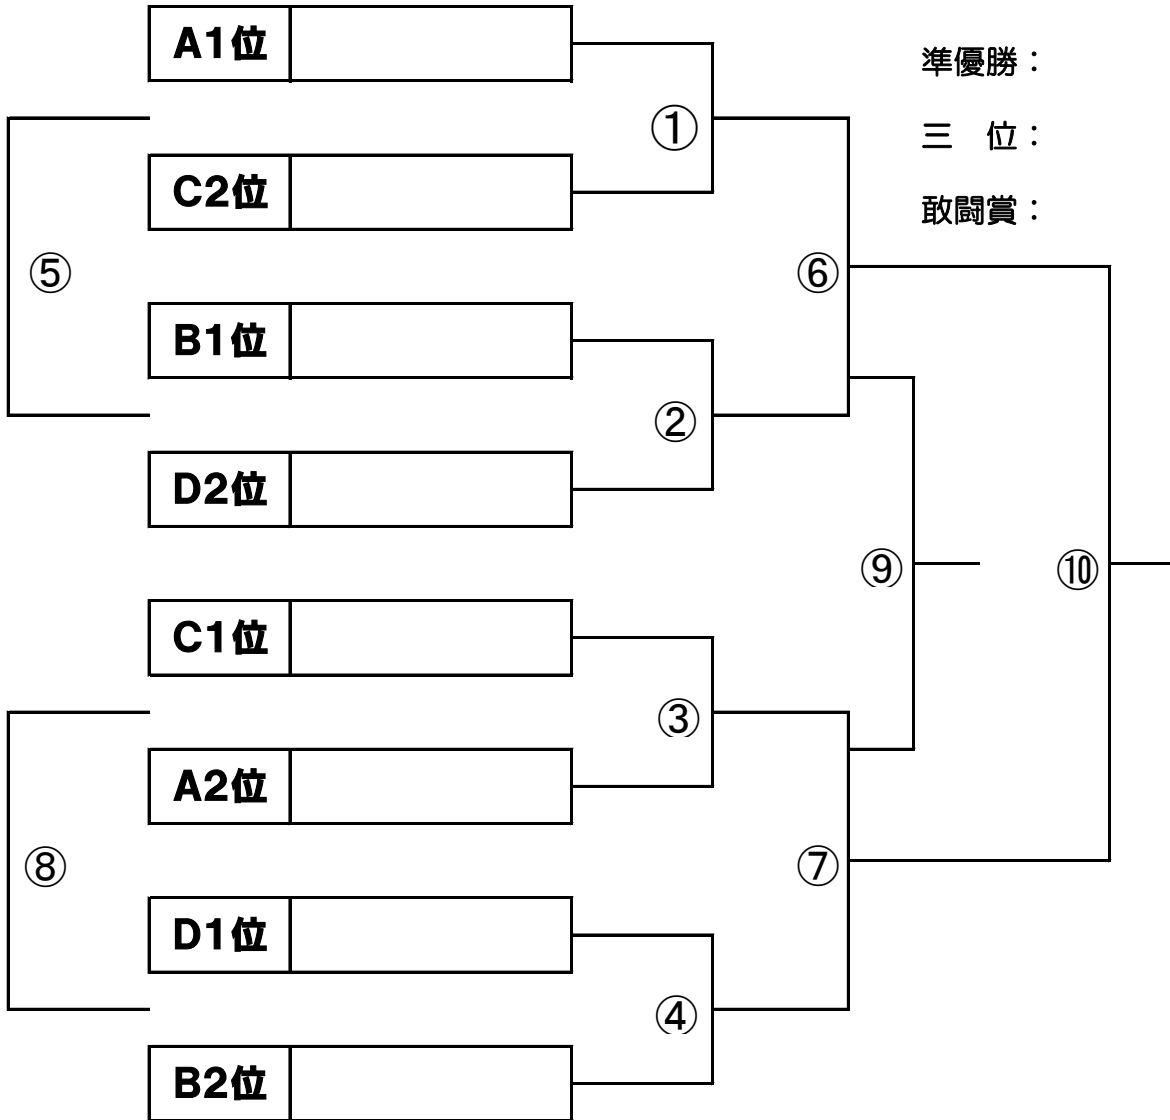 A1位
準優勝：
①
三　位：
C2位
敢闘賞：
⑤
⑥
B1位
②
D2位
⑨
⑩
C1位
③
A2位
⑧
⑦
D1位
④
B2位